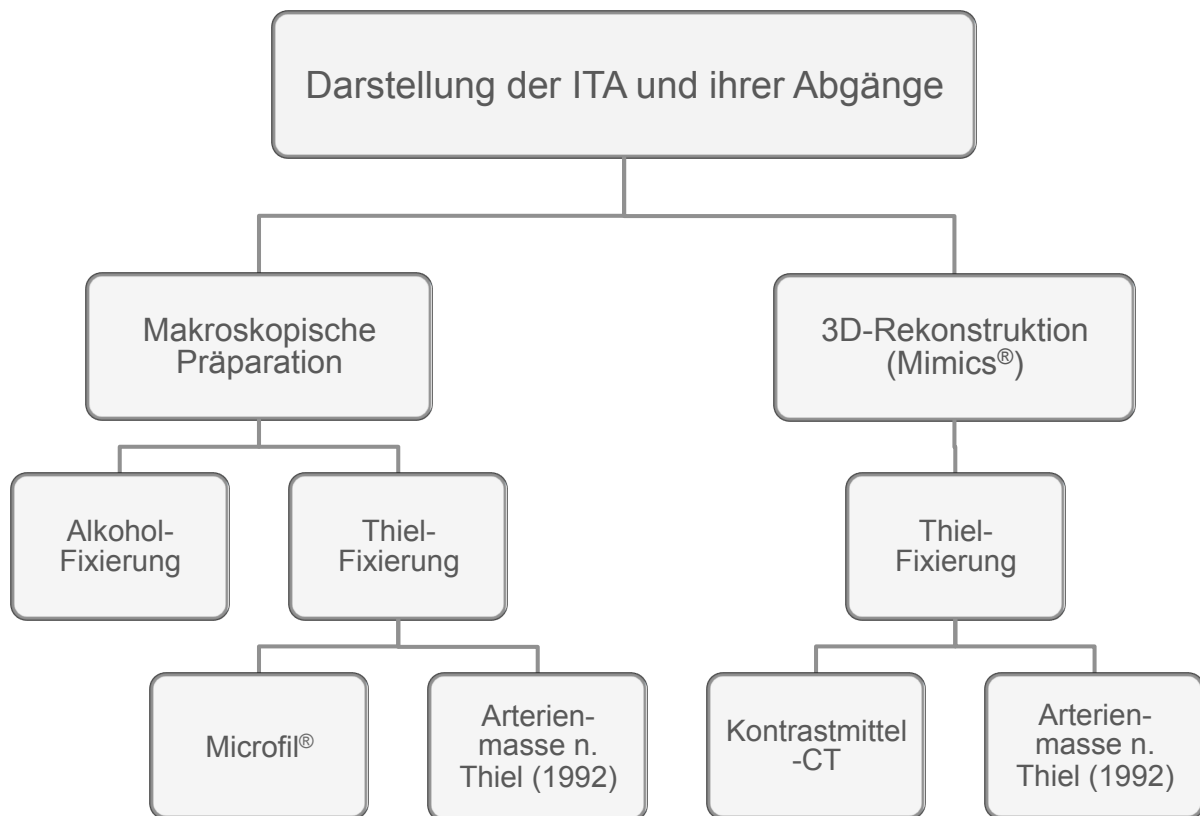 Darstellung der ITA und ihrer Abgänge
Makroskopische
Präparation
3D-Rekonstruktion
(Mimics®)
Alkohol-
Fixierung
Thiel-
Fixierung
Thiel-
Fixierung
Microfil®
Arterien-
masse n.
Thiel (1992)
Kontrastmittel
-CT
Arterien-
masse n.
Thiel (1992)